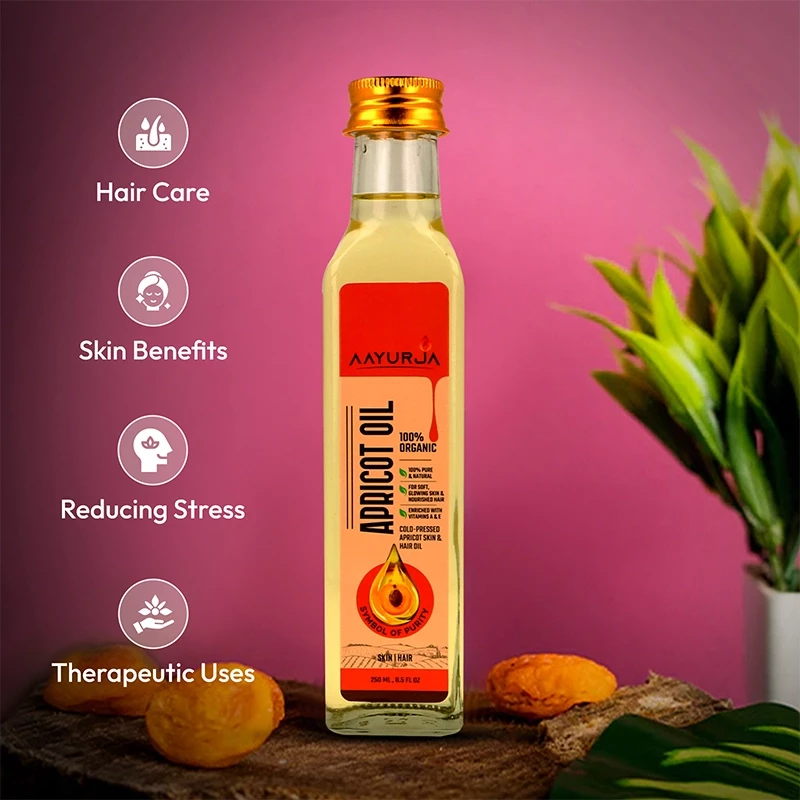 Hair Care
Skin Benefits
Reducing Stress
Therapeutic Uses
AAYURJA
APRICOT OIL
100%
ORGANIC
100% PURE
& NATURAL
FOR SOFT,
GLOWING SKIN &
NOURISHED HAIR
ENRICHED WITH
VITAMINS A & E
COLD-PRESSED
APRICOT SKIN &
HAIR OIL
SYMBOL OF PURITY
SKIN | HAIR
250 ML, 8.5 FL OZ